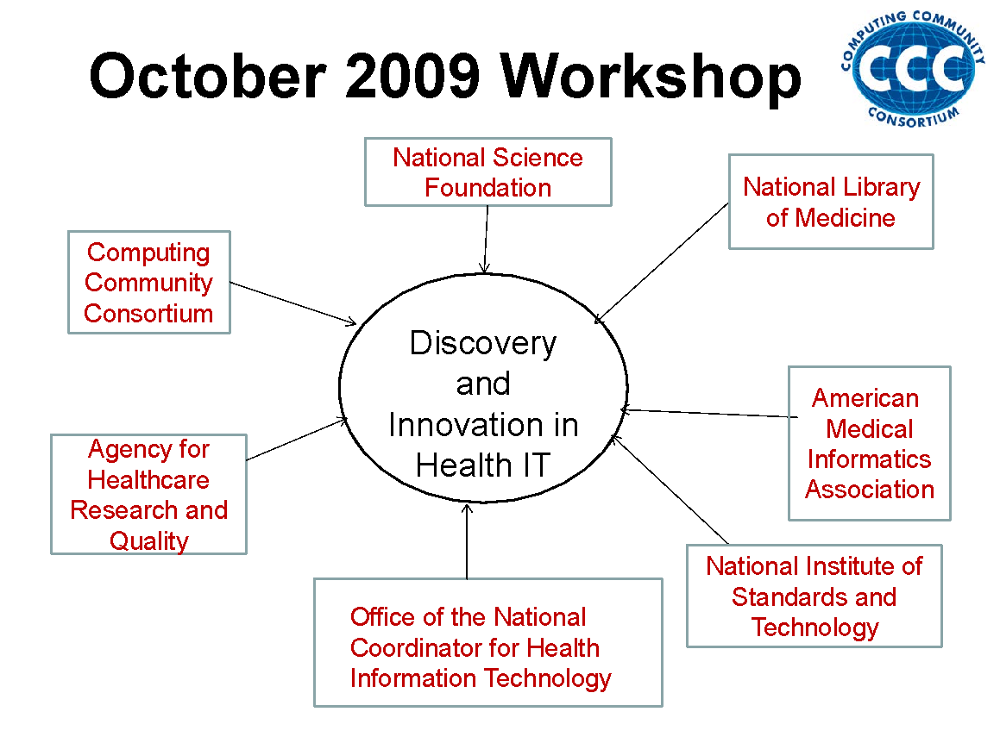 October 2009 Workshop
COMPUTING COMMUNITY
CCC
CONSORTIUM
National Science
Foundation
National Library
of Medicine
Computing
Community
Consortium
Discovery
and
Innovation in
Health IT
American
Medical
Informatics
Association
Agency for
Healthcare
Research and
Quality
National Institute of
Standards and
Technology
Office of the National
Coordinator for Health
Information Technology